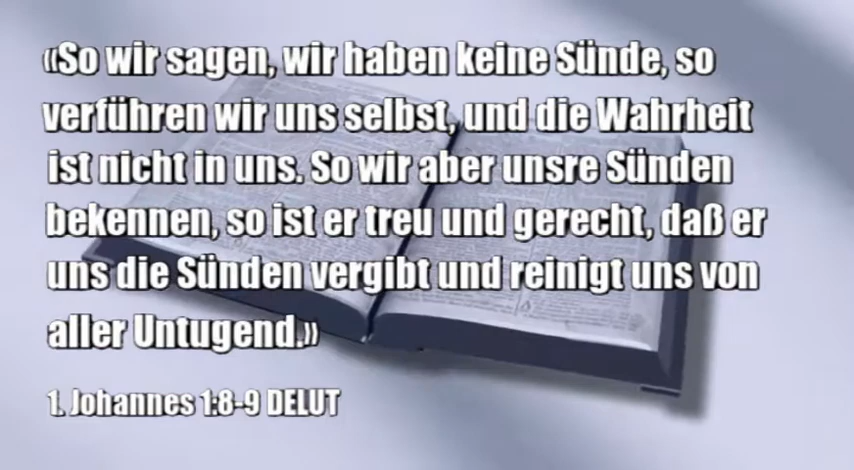 «So wir sagen, wir haben keine Sünde, so
verführen wir uns selbst, und die Wahrheit
ist nicht in uns. So wir aber unsre Sünden
bekennen, so ist er treu und gerecht, daß er
uns die Sünden vergibt und reinigt uns von
aller Untugend.»
1. Johannes 1:8-9 DELUT